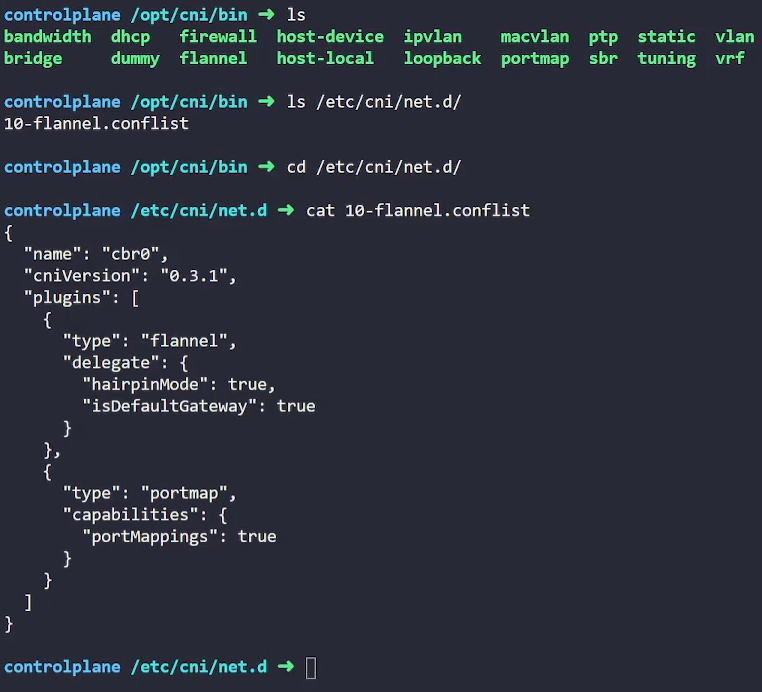 controlplane /opt/cni/bin ➜ ls
bandwidth dhcp firewall host-device ipvlan macvlan ptp static vlan
bridge dummy flannel host-local loopback portmap sbr tuning vrf
controlplane /opt/cni/bin ➜ ls /etc/cni/net.d/
10-flannel.conflist
controlplane /opt/cni/bin ➜ cd /etc/cni/net.d/
controlplane /etc/cni/net.d ➜ cat 10-flannel.conflist
{
  "name": "cbr0",
  "cniVersion": "0.3.1",
  "plugins": [
    {
      "type": "flannel",
      "delegate": {
        "hairpinMode": true,
        "isDefaultGateway": true
      }
    },
    {
      "type": "portmap",
      "capabilities": {
        "portMappings": true
      }
    }
  ]
}
controlplane /etc/cni/net.d ➜